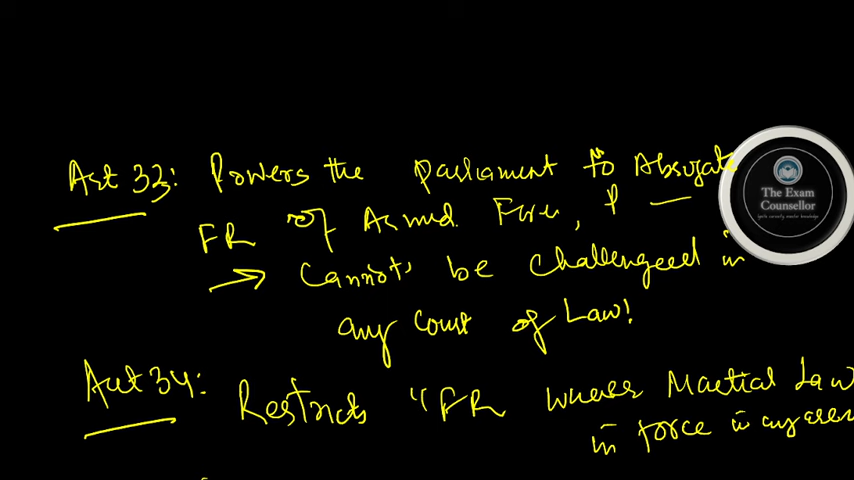 Art 33: Powers the Parliament to Abrogate
FR of Armed Force, &
→ Cannot be Challengeed in
any Court of Law!
Art 34: Restricts "FR where Martial Law
in force in any area
The Exam
Counsellor